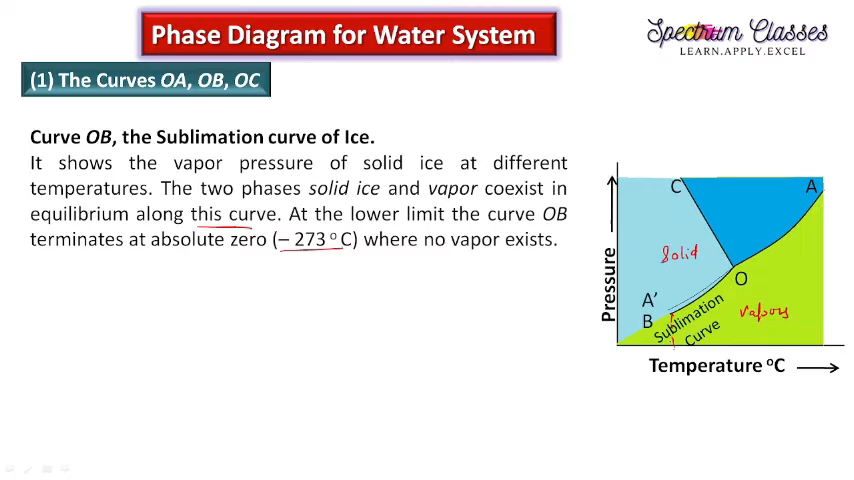 Phase Diagram for Water System
Spectrum Classes
LEARN.APPLY.EXCEL
(1) The Curves OA, OB, OC
Curve OB, the Sublimation curve of Ice.
It shows the vapor pressure of solid ice at different
temperatures. The two phases solid ice and vapor coexist in
equilibrium along this curve. At the lower limit the curve OB
terminates at absolute zero (– 273 ᵒ C) where no vapor exists.
C
A
Solid
O
A′
B
Vapors
Sublimation
Curve
Pressure
Temperature ᵒC